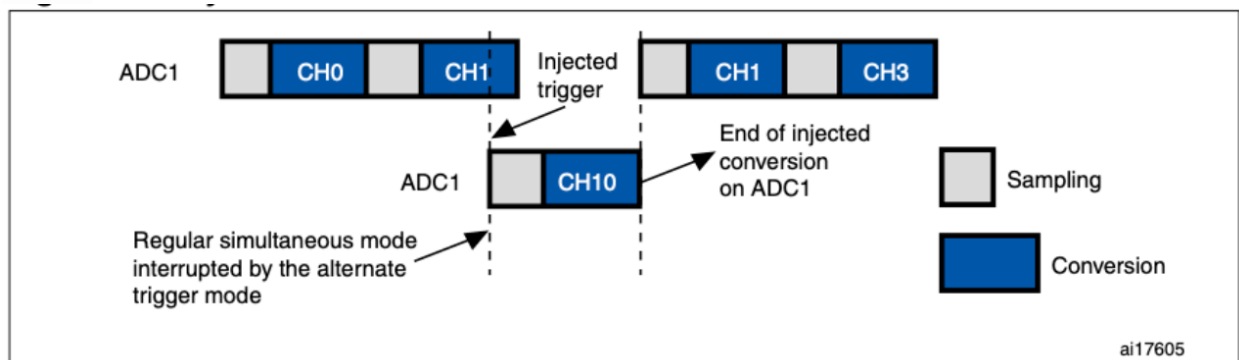 ADC1
CH0
CH1
Injected
trigger
CH1
CH3
ADC1
CH10
End of injected
conversion
on ADC1
Sampling
Regular simultaneous mode
interrupted by the alternate
trigger mode
Conversion
ai17605